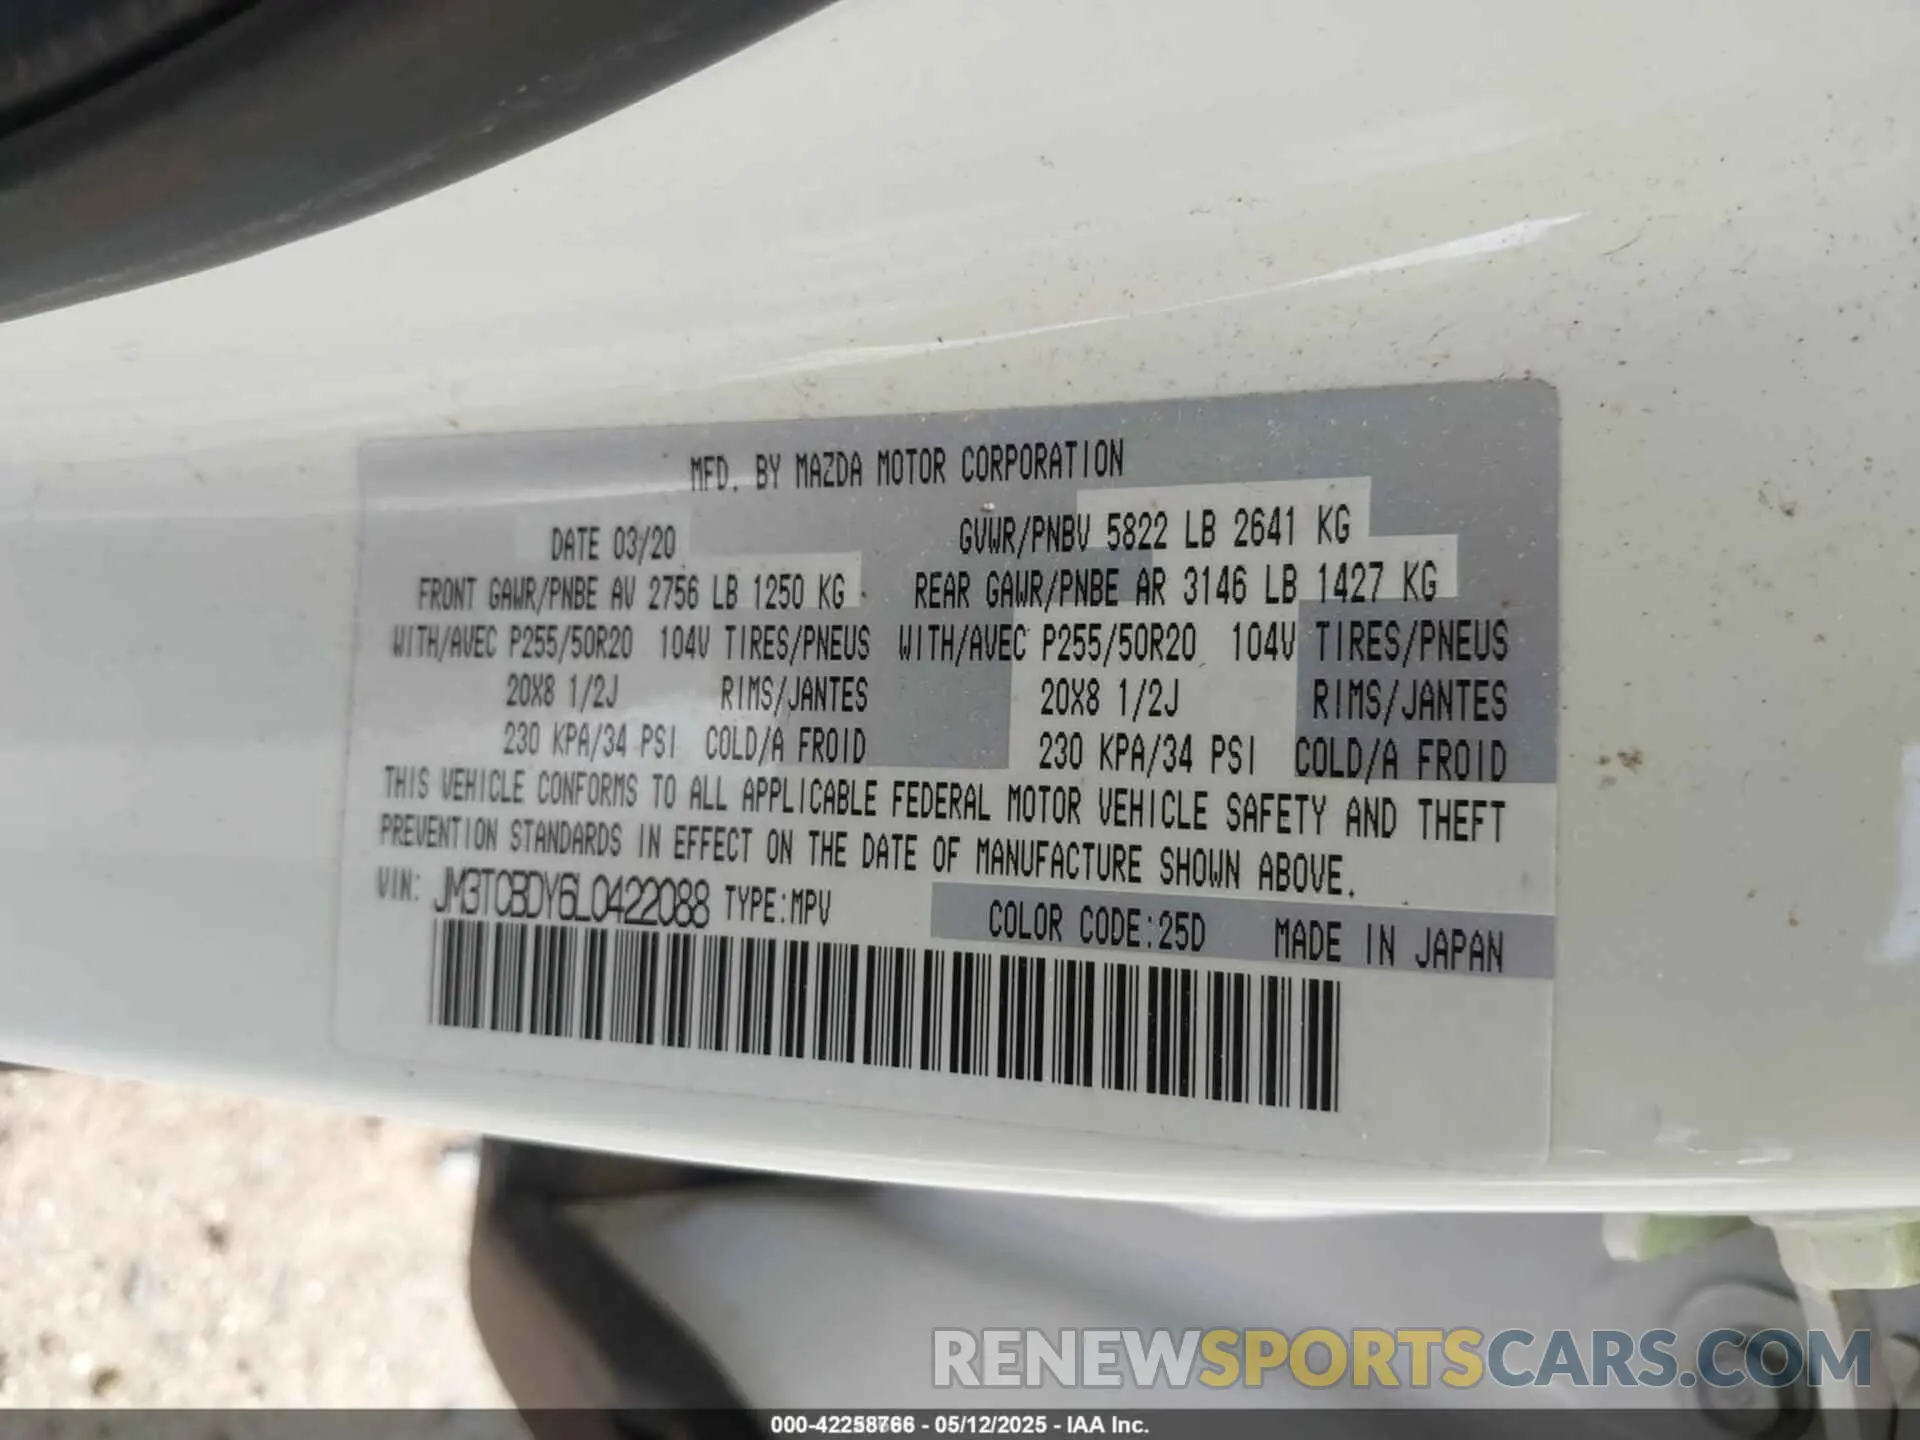 MFD. BY MAZDA MOTOR CORPORATION
DATE 03/20 GVWR/PNBV 5822 LB 2641 KG
FRONT GAWR/PNBE AV 2756 LB 1250 KG REAR GAWR/PNBE AR 3146 LB 1427 KG
WITH/AVEC P255/50R20 104V TIRES/PNEUS WITH/AVEC P255/50R20 104V TIRES/PNEUS
20X8 1/2J RIMS/JANTES 20X8 1/2J RIMS/JANTES
230 KPA/34 PSI COLD/A FROID 230 KPA/34 PSI COLD/A FROID
THIS VEHICLE CONFORMS TO ALL APPLICABLE FEDERAL MOTOR VEHICLE SAFETY AND THEFT
PREVENTION STANDARDS IN EFFECT ON THE DATE OF MANUFACTURE SHOWN ABOVE.
VIN: JM3TCBDY6L0422088 TYPE:MPV COLOR CODE:25D MADE IN JAPAN
RENEWSPORTSCARS.COM
000-42258766 - 05/12/2025 - IAA Inc.